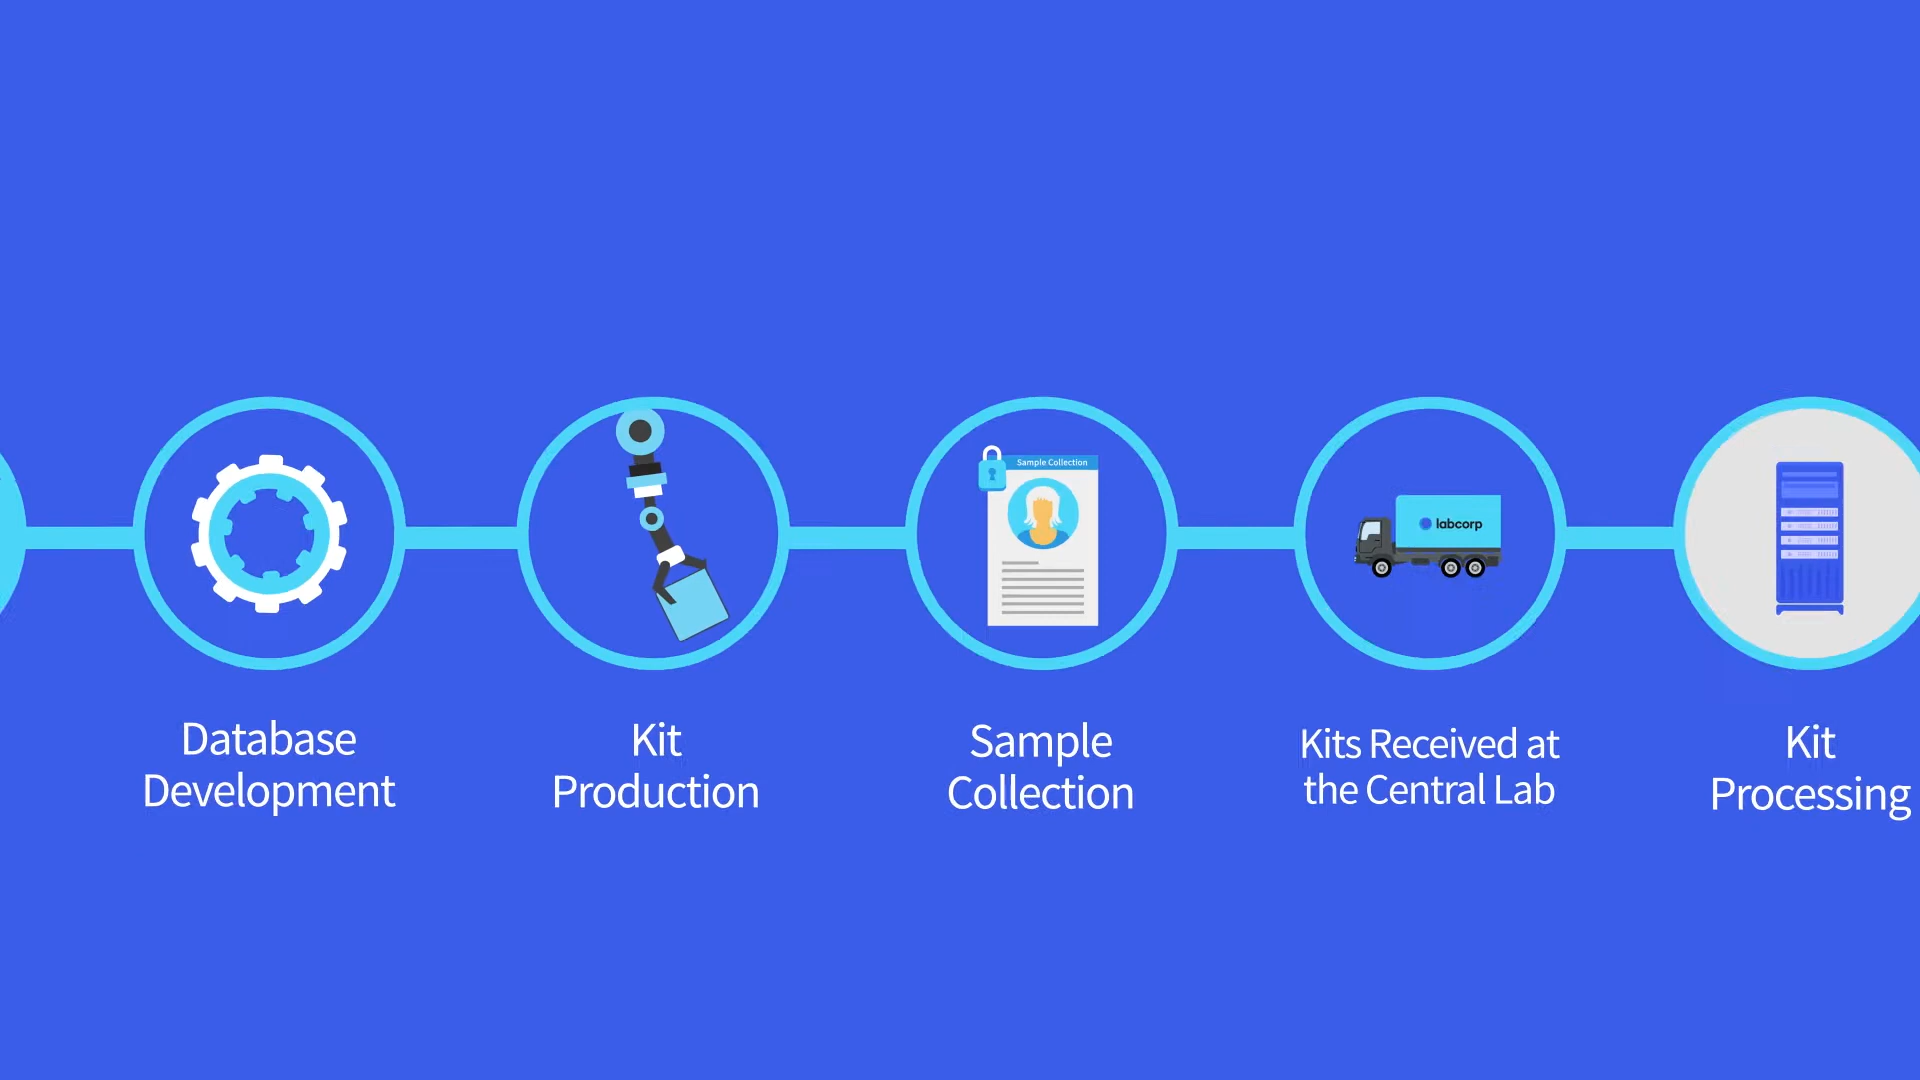 Sample Collection
labcorp
Database
Development
Kit
Production
Sample
Collection
Kits Received at
the Central Lab
Kit
Processing